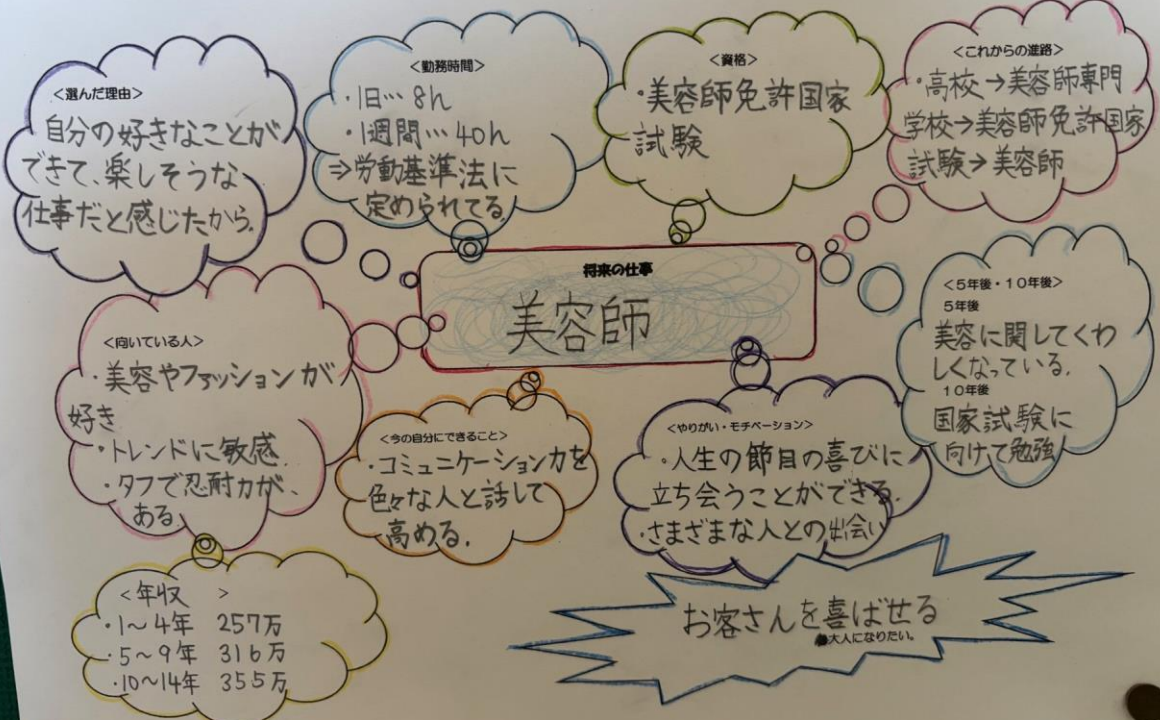 <選んだ理由>
自分の好きなことが
できて、楽しそうな
仕事だと感じたから。
<勤務時間>
・1日… 8h
・1週間… 40h
⇒労働基準法に
定められてる。
<資格>
・美容師免許国家
試験
<これからの進路>
・高校→美容師専門
学校→美容師免許国家
試験→美容師
将来の仕事
美容師
<5年後・10年後>
5年後
美容に関してくわ
しくなっている。
10年後
国家試験に
向けて勉強
<向いている人>
・美容やファッションが
好き
・トレンドに敏感。
・タフで忍耐力が、
ある
<今の自分にできること>
・コミュニケーション力を
色々な人と話して
高める。
<やりがい・モチベーション>
・人生の節目の喜びに
立ち会うことができる。
・さまざまな人との出会い
<年収 >
・1~4年 257万
・5~9年 316万
・10~14年 355万
お客さんを喜ばせる
大人になりたい。